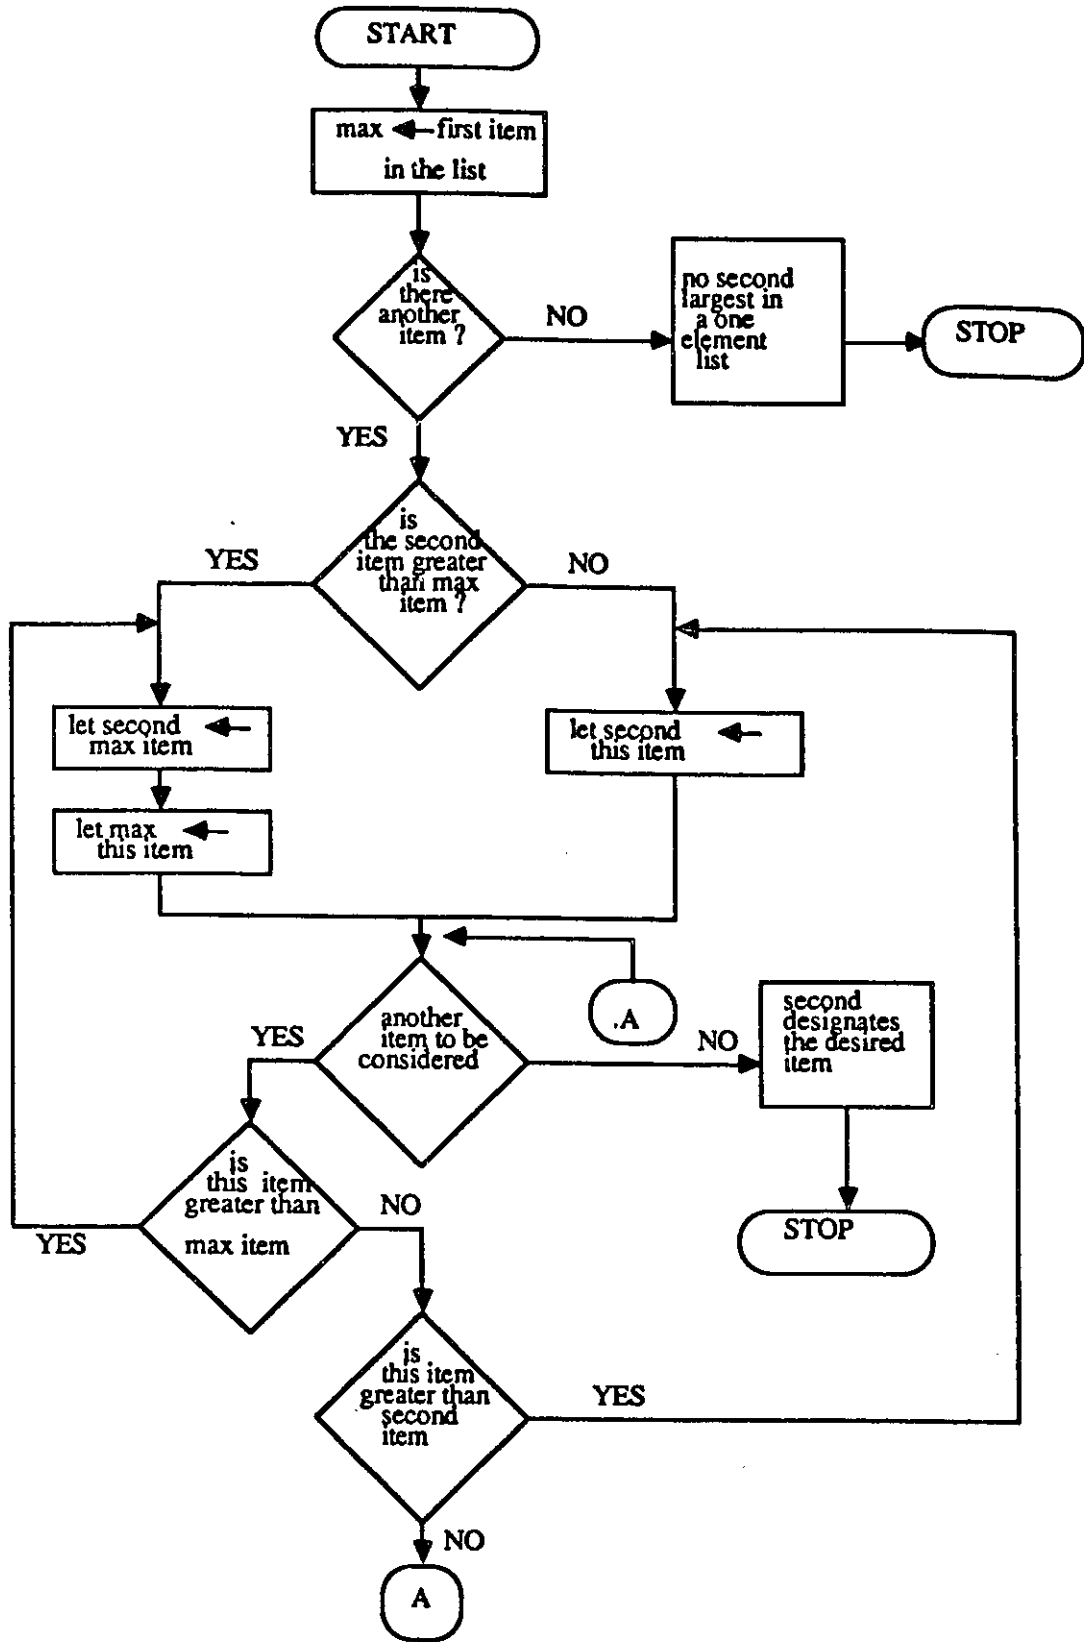 START
max ← first item
in the list
is
there
another
item ?
NO
no second
largest in
a one
element
list
STOP
YES
is
the second
item greater
than max
item ?
YES
NO
let second ←
max item
let second ←
this item
let max ←
this item
.A
another
item to be
considered
YES
NO
second
designates
the desired
item
is
this item
greater than
max item
YES
NO
STOP
is
this item
greater than
second
item
YES
NO
A